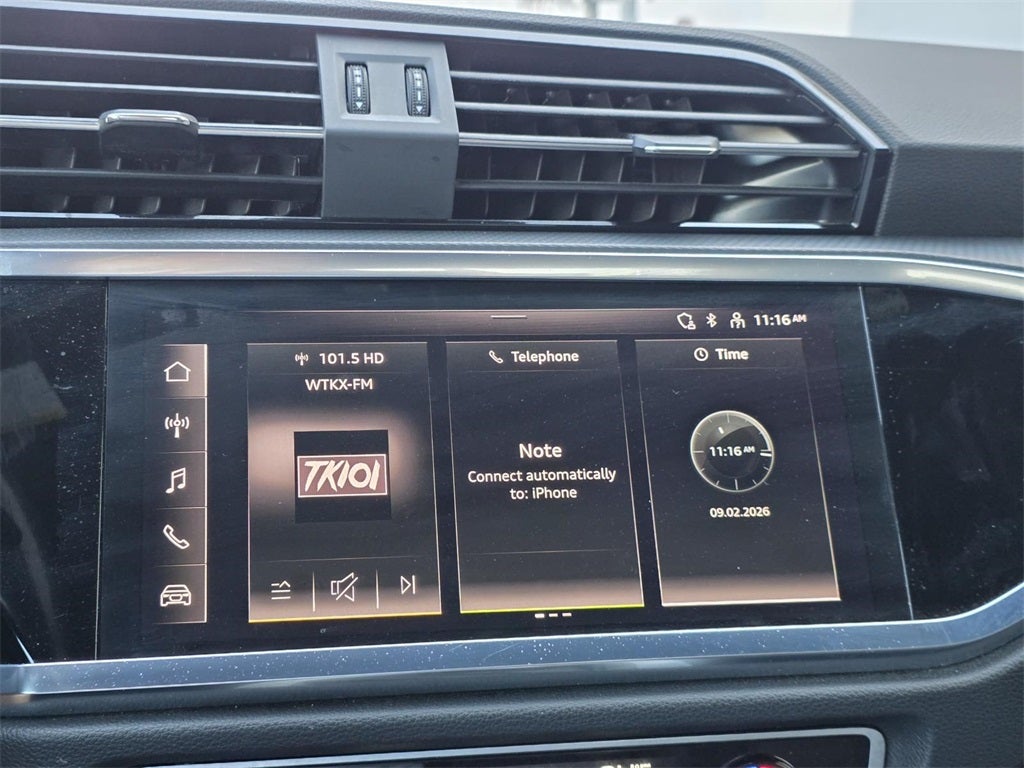 11:16 AM
101.5 HD
WTKX-FM
TK101
Telephone
Note
Connect automatically
to: iPhone
Time
11:16 AM
09.02.2026